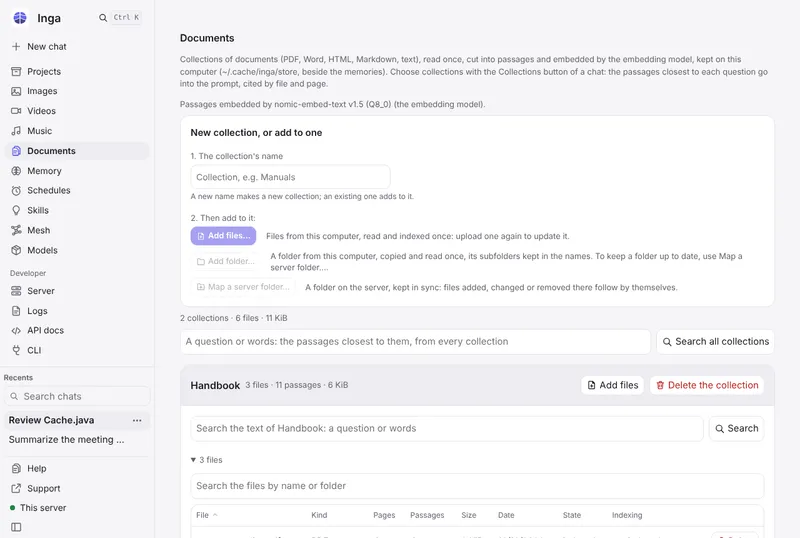 Inga
Ctrl K
New chat
Projects
Images
Videos
Music
Documents
Memory
Schedules
Skills
Mesh
Models
Developer
Server
Logs
API docs
CLI
Recents
Search chats
Review Cache.java
Summarize the meeting ...
Help
Support
This server
Documents
Collections of documents (PDF, Word, HTML, Markdown, text), read once, cut into passages and embedded by the embedding model, kept on this
computer (~/.cache/inga/store, beside the memories). Choose collections with the Collections button of a chat: the passages closest to each question go
into the prompt, cited by file and page.
Passages embedded by nomic-embed-text v1.5 (Q8_0) (the embedding model).
New collection, or add to one
1. The collection's name
Collection, e.g. Manuals
A new name makes a new collection; an existing one adds to it.
2. Then add to it:
Add files... Files from this computer, read and indexed once: upload one again to update it.
Add folder... A folder from this computer, copied and read once, its subfolders kept in the names. To keep a folder up to date, use Map a
server folder....
Map a server folder... A folder on the server, kept in sync: files added, changed or removed there follow by themselves.
2 collections · 6 files · 11 KiB
A question or words: the passages closest to them, from every collection
Search all collections
Handbook 3 files · 11 passages · 6 KiB
Add files
Delete the collection
Search the text of Handbook: a question or words
Search
▾ 3 files
Search the files by name or folder
File Kind Pages Passages Size Date State Indexing